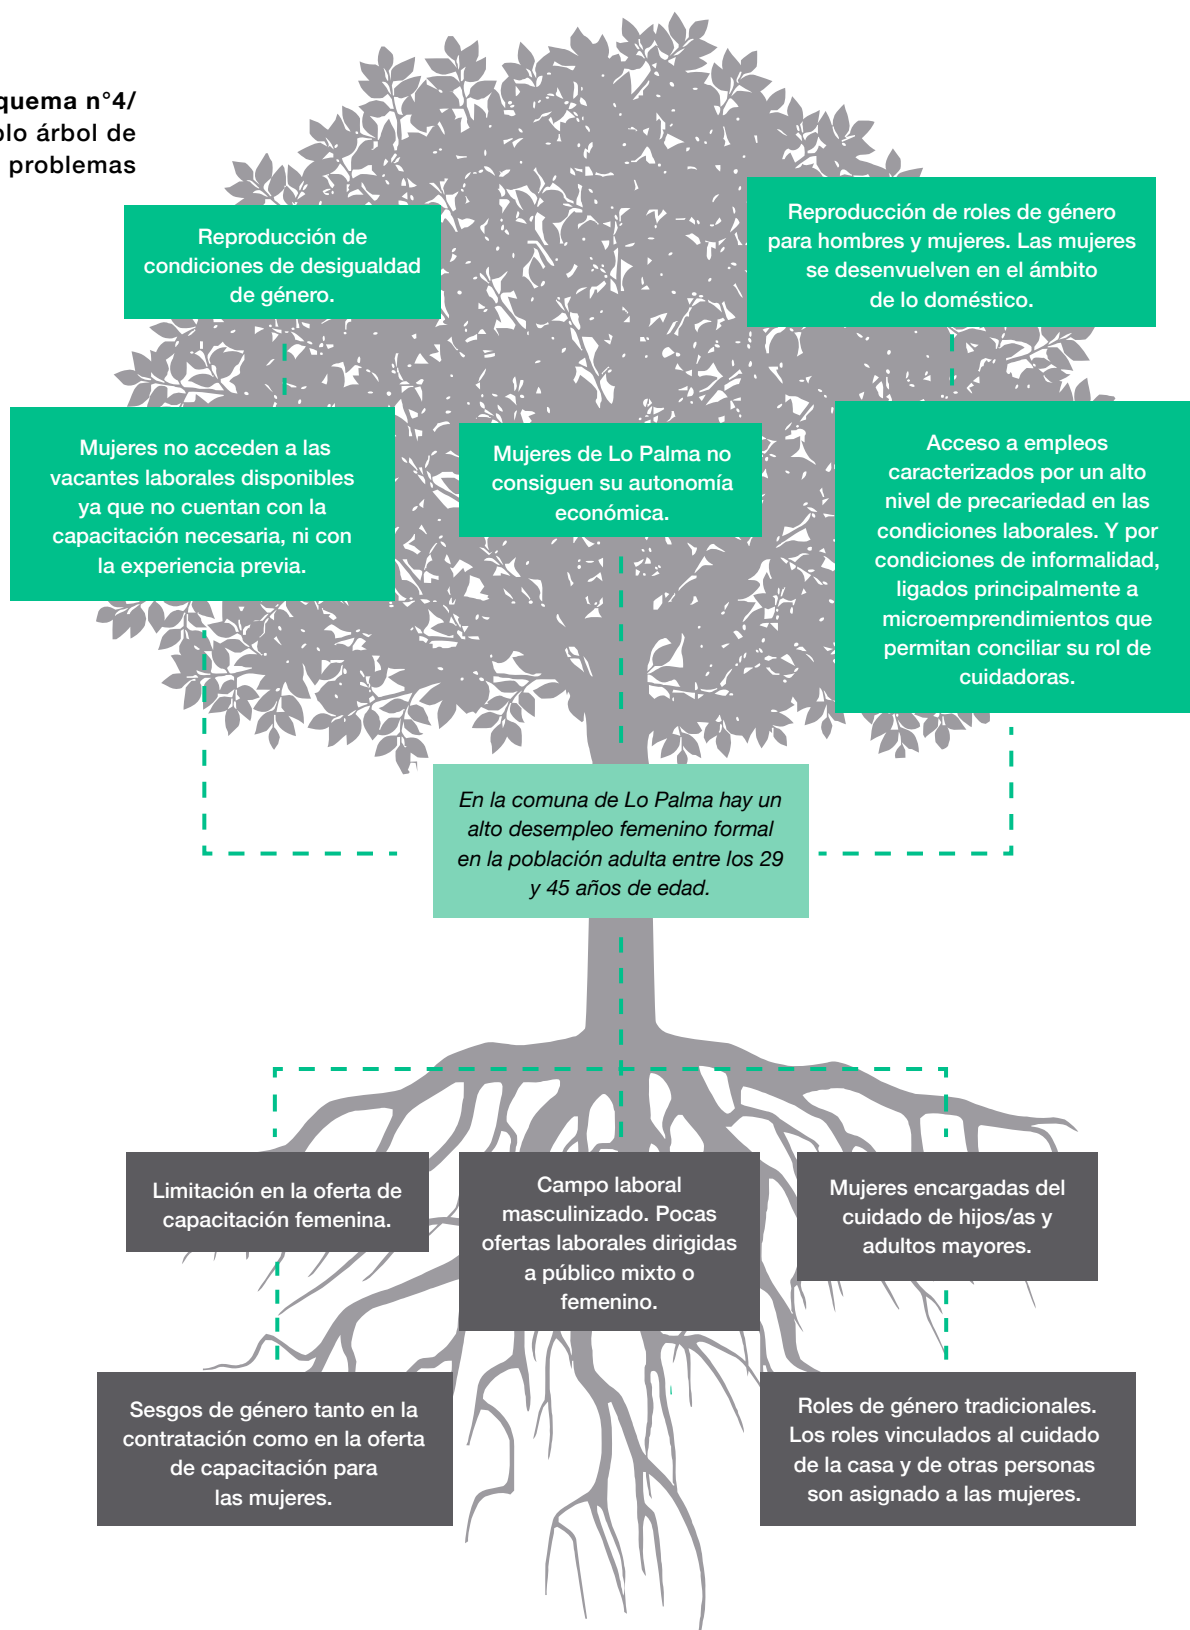 quema n°4/
plo árbol de
problemas
Reproducción de
condiciones de desigualdad
de género.
Reproducción de roles de género
para hombres y mujeres. Las mujeres
se desenvuelven en el ámbito
de lo doméstico.
Mujeres no acceden a las
vacantes laborales disponibles
ya que no cuentan con la
capacitación necesaria, ni con
la experiencia previa.
Mujeres de Lo Palma no
consiguen su autonomía
económica.
Acceso a empleos
caracterizados por un alto
nivel de precariedad en las
condiciones laborales. Y por
condiciones de informalidad,
ligados principalmente a
microemprendimientos que
permitan conciliar su rol de
cuidadoras.
En la comuna de Lo Palma hay un
alto desempleo femenino formal
en la población adulta entre los 29
y 45 años de edad.
Limitación en la oferta de
capacitación femenina.
Campo laboral
masculinizado. Pocas
ofertas laborales dirigidas
a público mixto o
femenino.
Mujeres encargadas del
cuidado de hijos/as y
adultos mayores.
Sesgos de género tanto en la
contratación como en la oferta
de capacitación para
las mujeres.
Roles de género tradicionales.
Los roles vinculados al cuidado
de la casa y de otras personas
son asignado a las mujeres.